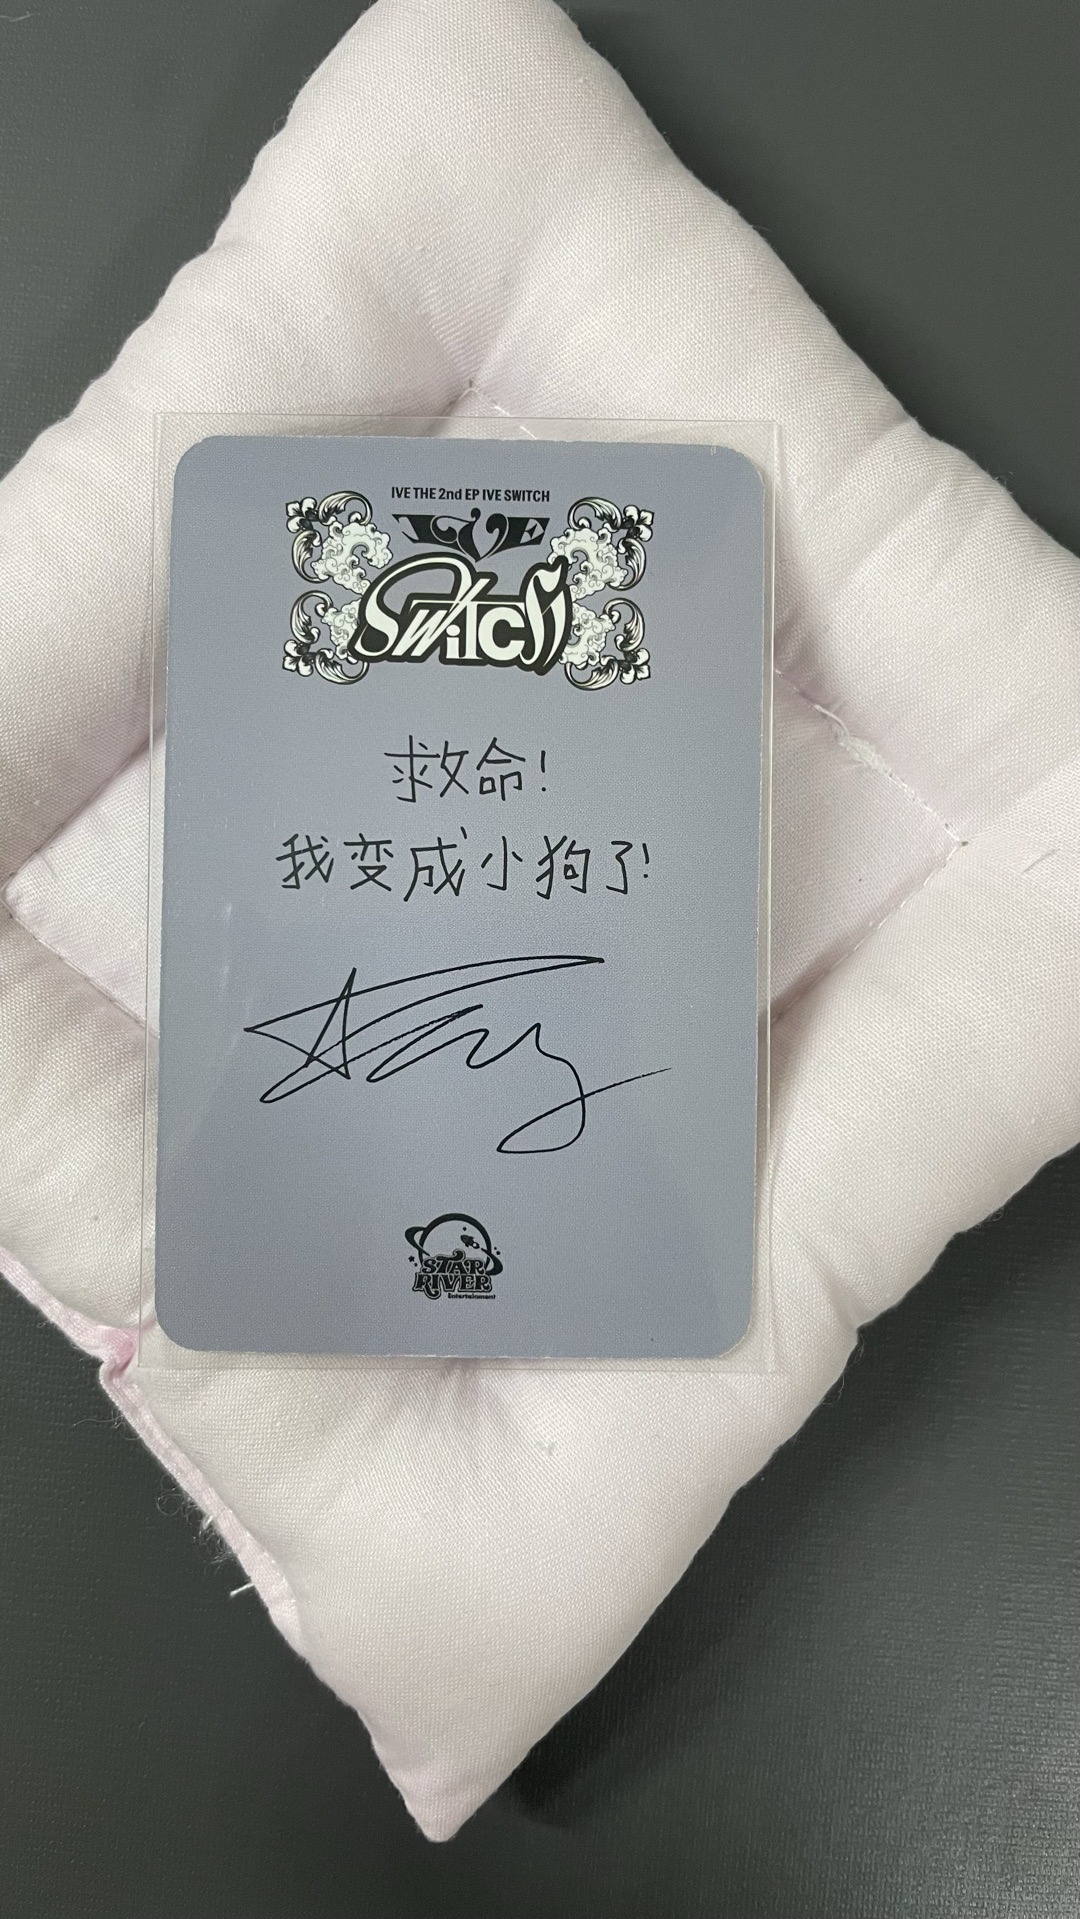 IVE THE 2nd EP IVE SWITCH
IVE
SWiTCH
救命!
我变成小狗了!
STAR
RIVER
Entertainment